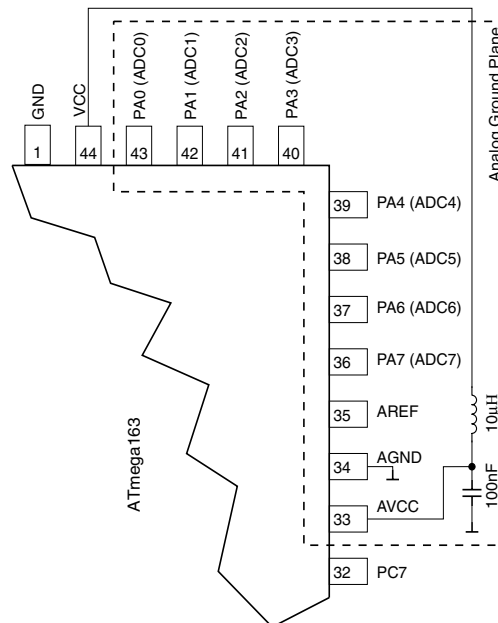 GND
VCC
PA0 (ADC0)
PA1 (ADC1)
PA2 (ADC2)
PA3 (ADC3)
Analog Ground Plane
1
44
43
42
41
40
39
PA4 (ADC4)
38
PA5 (ADC5)
37
PA6 (ADC6)
36
PA7 (ADC7)
35
AREF
34
AGND
33
AVCC
32
PC7
10µH
100nF
ATmega163